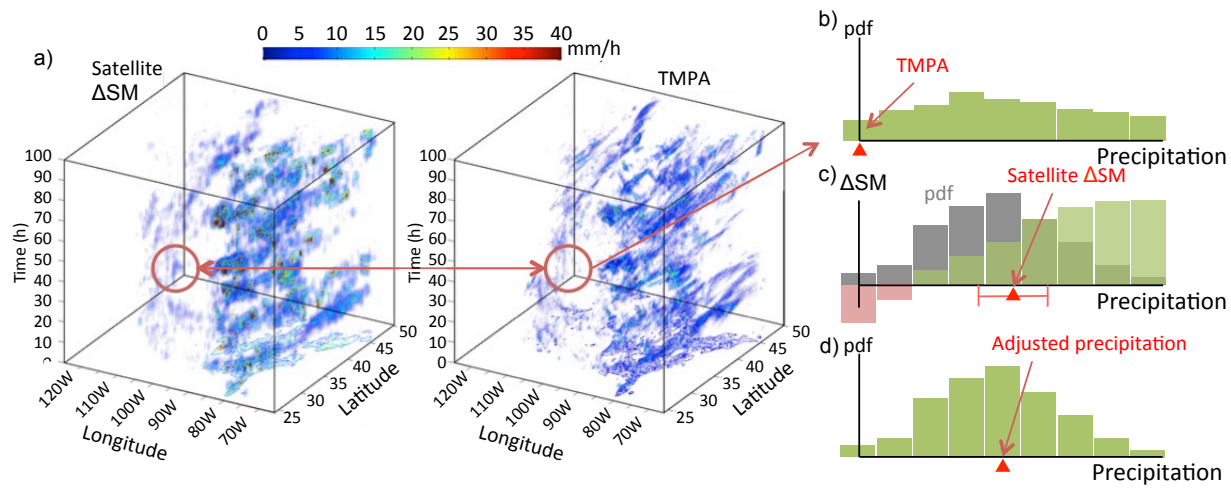 a)
0 5 10 15 20 25 30 35 40
mm/h
Satellite
ΔSM
Time (h)
100
90
80
70
60
50
40
30
20
10
0
120W 110W 100W 90W 80W 70W
Longitude
25 30 35 40 45 50
Latitude
TMPA
Time (h)
100
90
80
70
60
50
40
30
20
10
0
120W 110W 100W 90W 80W 70W
Longitude
25 30 35 40 45 50
Latitude
b)
pdf
TMPA
Precipitation
c)
ΔSM
pdf
Satellite ΔSM
Precipitation
d)
pdf
Adjusted precipitation
Precipitation